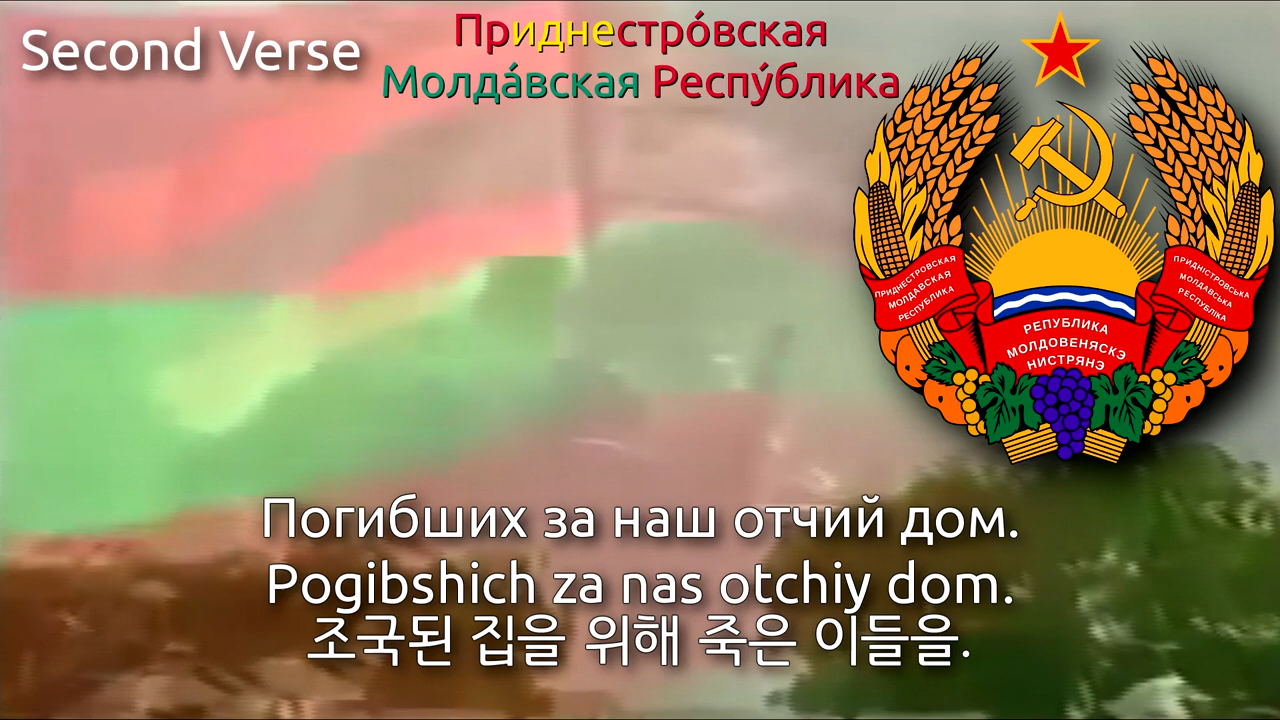 Second Verse
Приднестро́вская
Молда́вская Респу́блика
ПРИДНЕСТРОВСКАЯ
МОЛДАВСКАЯ
РЕСПУБЛИКА
ПРИДНІСТРОВСЬКА
МОЛДАВСЬКА
РЕСПУБЛІКА
РЕПУБЛИКА
МОЛДОВЕНЯСКЭ
НИСТРЯНЭ
Погибших за наш отчий дом.
Pogibshich za nas otchiy dom.
조국된 집을 위해 죽은 이들을.